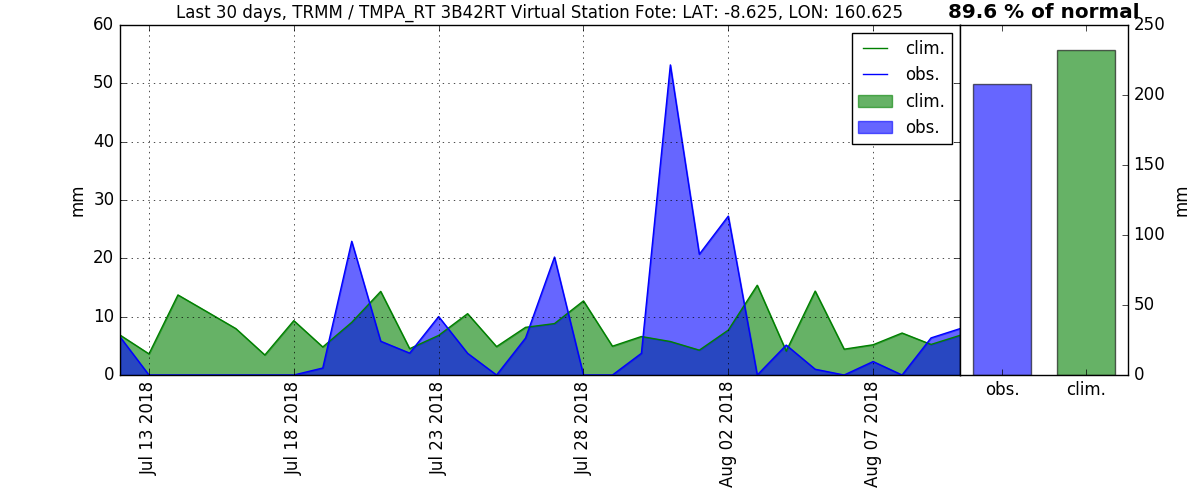 Last 30 days, TRMM / TMPA_RT 3B42RT Virtual Station Fote: LAT: -8.625, LON: 160.625
89.6 % of normal
60
50
40
30
20
10
0
mm
clim.
obs.
clim.
obs.
250
200
150
100
50
0
mm
Jul 13 2018
Jul 18 2018
Jul 23 2018
Jul 28 2018
Aug 02 2018
Aug 07 2018
obs.
clim.